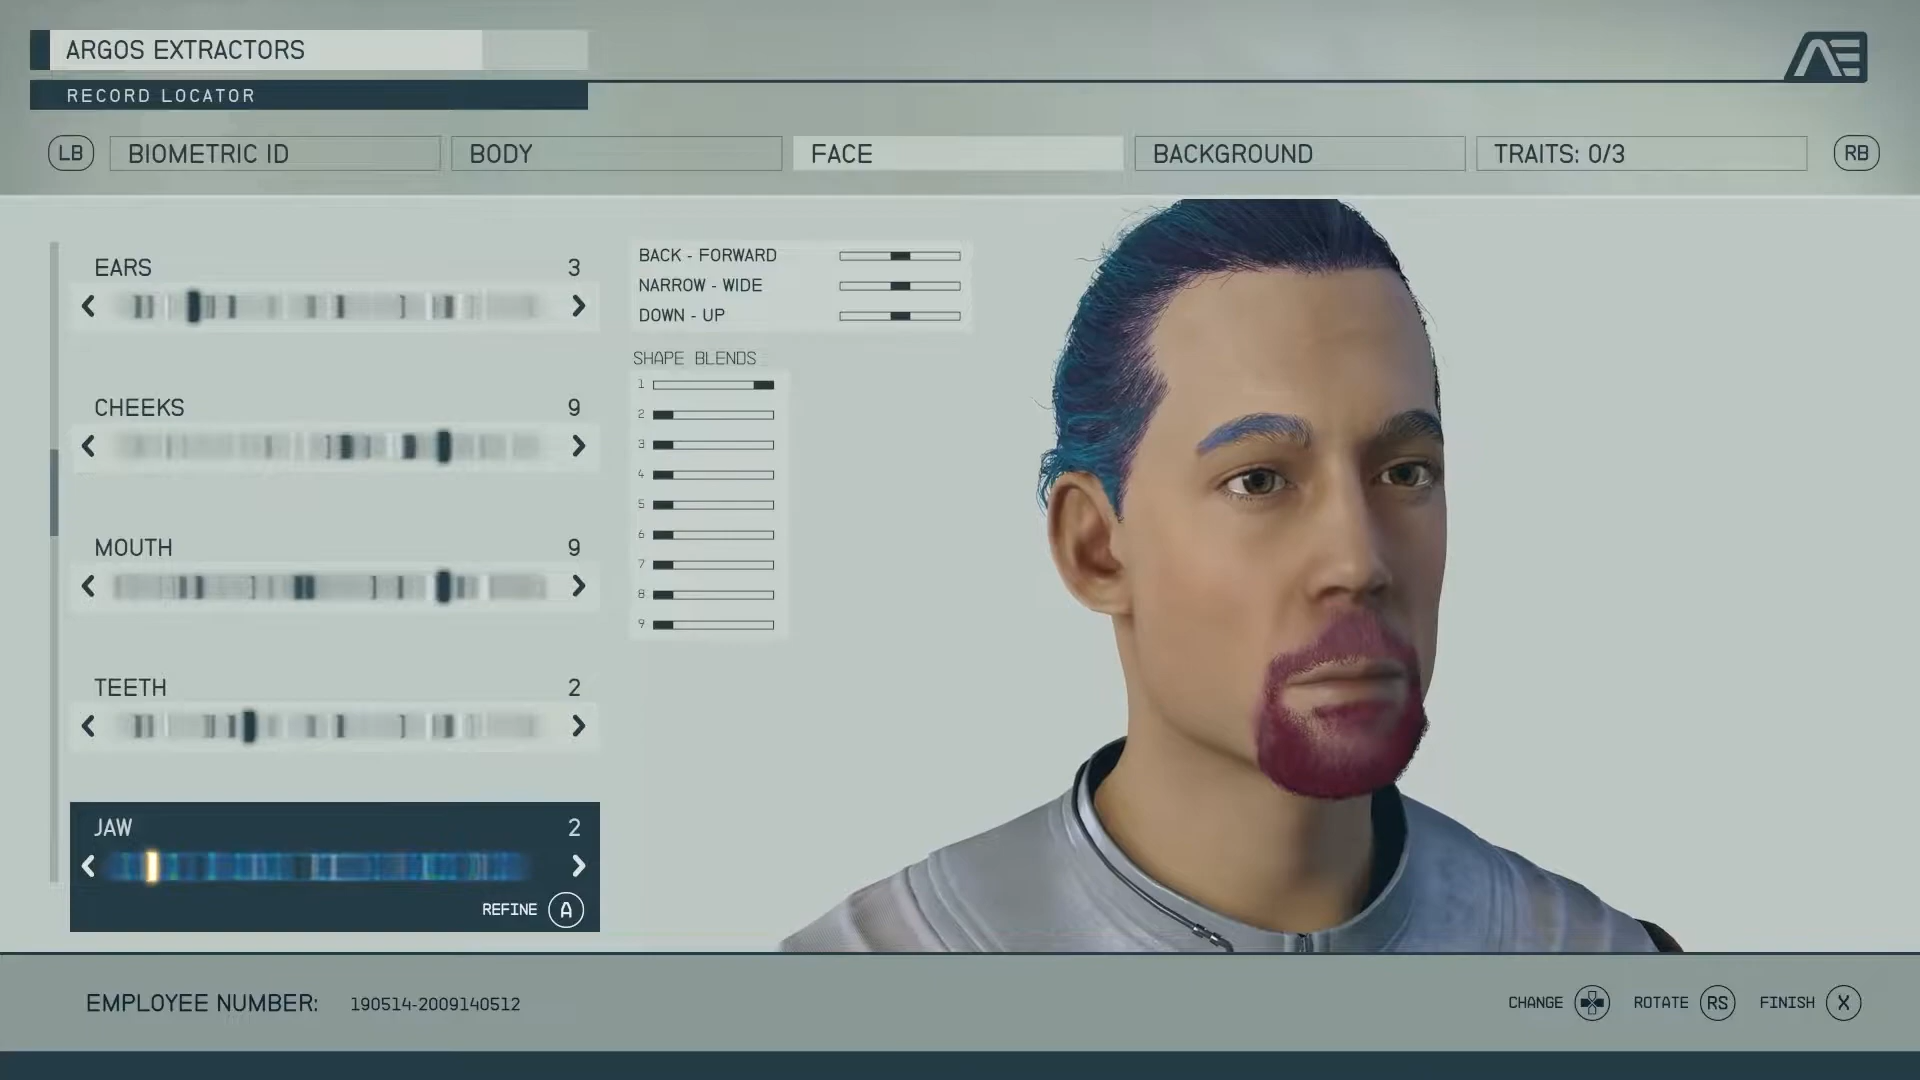 ARGOS EXTRACTORS
AE
RECORD LOCATOR
LB BIOMETRIC ID BODY FACE BACKGROUND TRAITS: 0/3 RB
EARS 3
CHEEKS 9
MOUTH 9
TEETH 2
JAW 2
REFINE A
BACK - FORWARD
NARROW - WIDE
DOWN - UP
SHAPE BLENDS
1
2
3
4
5
6
7
8
9
EMPLOYEE NUMBER: 190514-2009140512
CHANGE ROTATE RS FINISH X